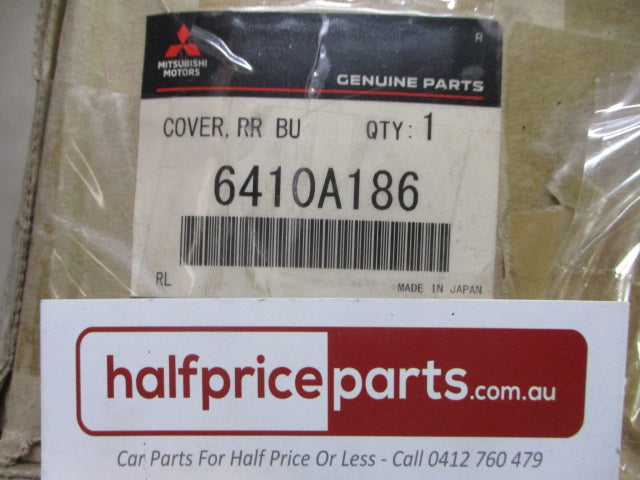 R
MITSUBISHI
MOTORS
GENUINE PARTS
COVER, RR BU QTY: 1
6410A186
RL
MADE IN JAPAN
halfpriceparts.com.au
Car Parts For Half Price Or Less - Call 0412 760 479